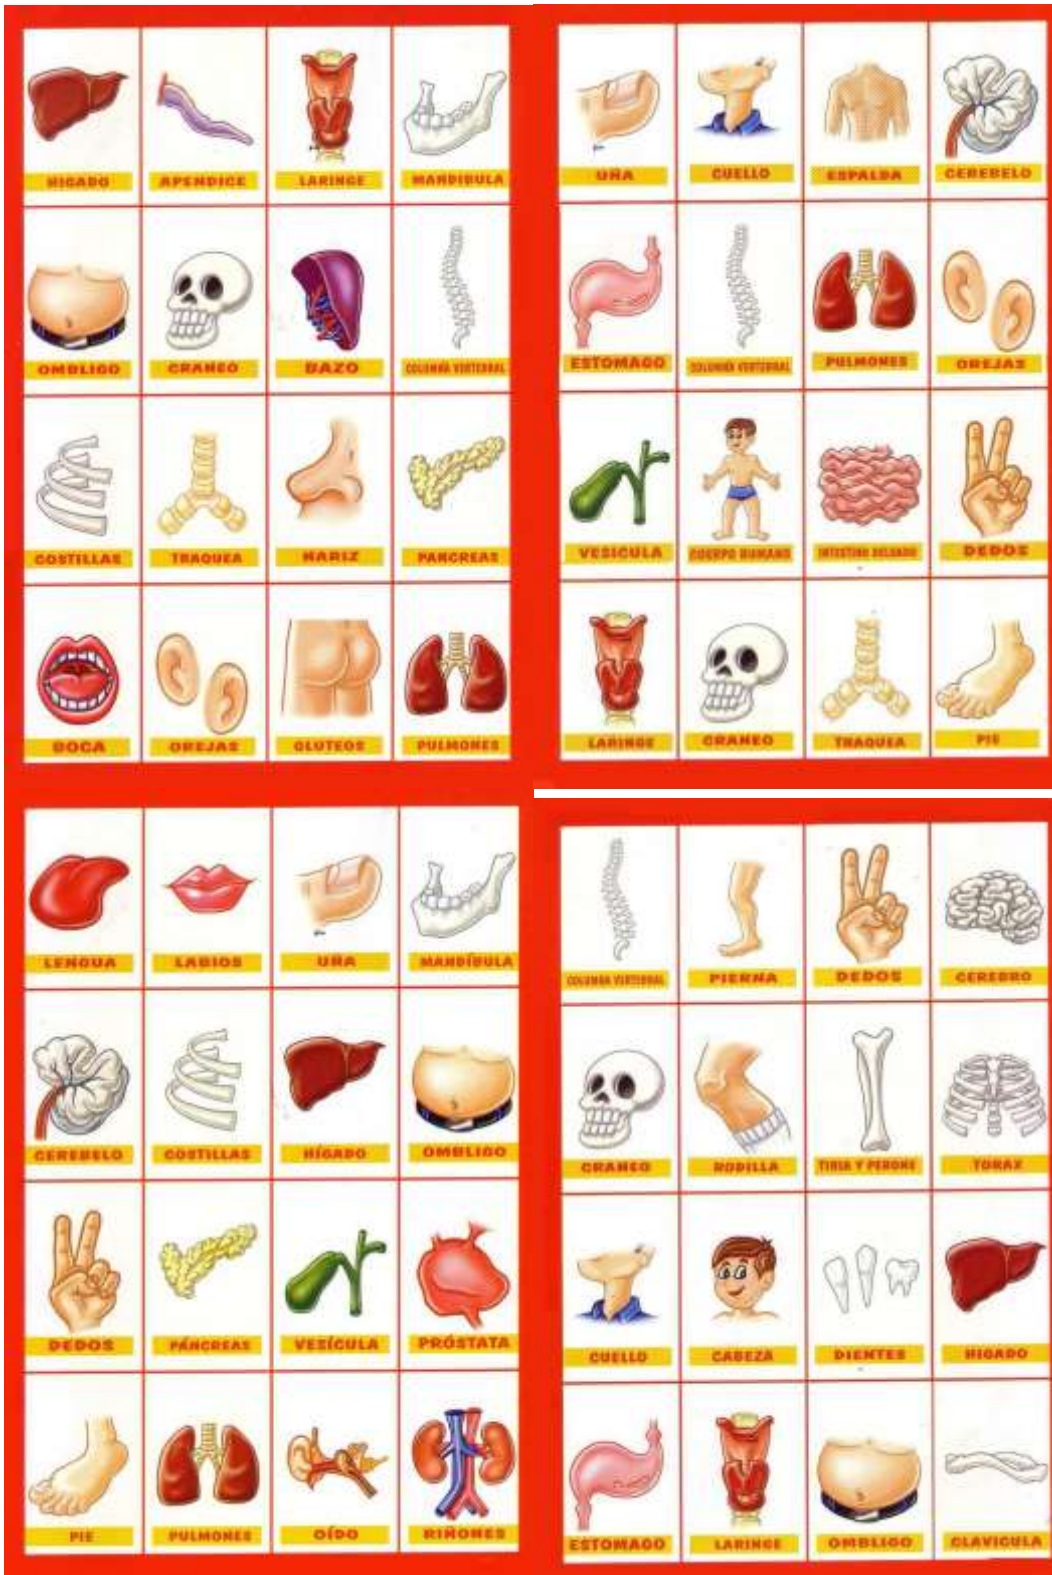 HIGADO
APENDICE
LARINGE
MANDIBULA
OMBLIGO
CRANEO
BAZO
COLUMNA VERTEBRAL
COSTILLAS
TRAQUEA
NARIZ
PANCREAS
BOCA
OREJAS
GLUTEOS
PULMONES
UÑA
CUELLO
ESPALDA
CEREBELO
ESTOMAGO
COLUMNA VERTEBRAL
PULMONES
OREJAS
VESICULA
CUERPO HUMANO
INTESTINO DELGADO
DEDOS
LARINGE
CRANEO
TRAQUEA
PIE
LENGUA
LABIOS
UÑA
MANDÍBULA
CEREBELO
COSTILLAS
HÍGADO
OMBLIGO
DEDOS
PÁNCREAS
VESÍCULA
PRÓSTATA
PIE
PULMONES
OÍDO
RIÑONES
COLUMNA VERTEBRAL
PIERNA
DEDOS
CEREBRO
CRANEO
RODILLA
TIBIA Y PERONE
TORAX
CUELLO
CABEZA
DIENTES
HIGADO
ESTOMAGO
LARINGE
OMBLIGO
CLAVICULA